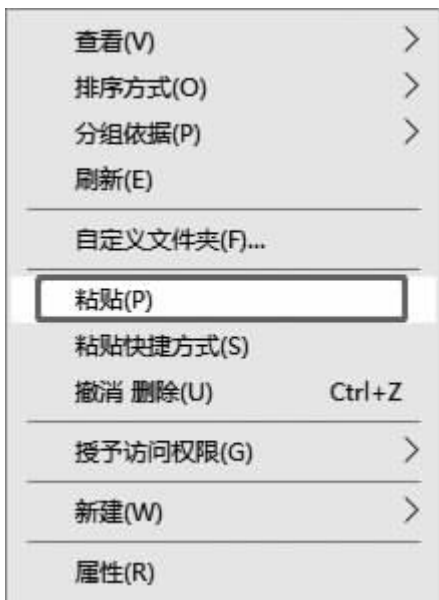 查看(V)
排序方式(O)
分组依据(P)
刷新(E)
自定义文件夹(F)...
粘贴(P)
粘贴快捷方式(S)
撤消 删除(U) Ctrl+Z
授予访问权限(G)
新建(W)
属性(R)